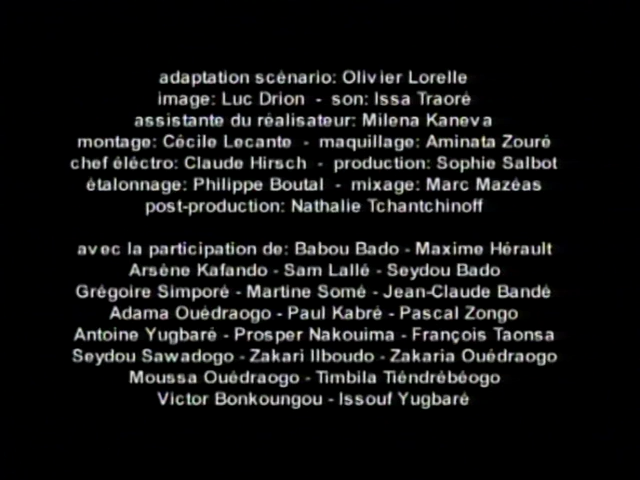 adaptation scénario: Olivier Lorelle
image: Luc Drion - son: Issa Traoré
assistante du réalisateur: Milena Kaneva
montage: Cécile Lecante - maquillage: Aminata Zouré
chef éléctro: Claude Hirsch - production: Sophie Salbot
étalonnage: Philippe Boutal - mixage: Marc Mazéas
post-production: Nathalie Tchantchinoff
avec la participation de: Babou Bado - Maxime Hérault
Arsène Kafando - Sam Lallé - Seydou Bado
Grégoire Simporé - Martine Somé - Jean-Claude Bandé
Adama Ouédraogo - Paul Kabré - Pascal Zongo
Antoine Yugbaré - Prosper Nakouima - François Taonsa
Seydou Sawadogo - Zakari Ilboudo - Zakaria Ouédraogo
Moussa Ouédraogo - Timbila Tiéndrébéogo
Victor Bonkoungou - Issouf Yugbaré